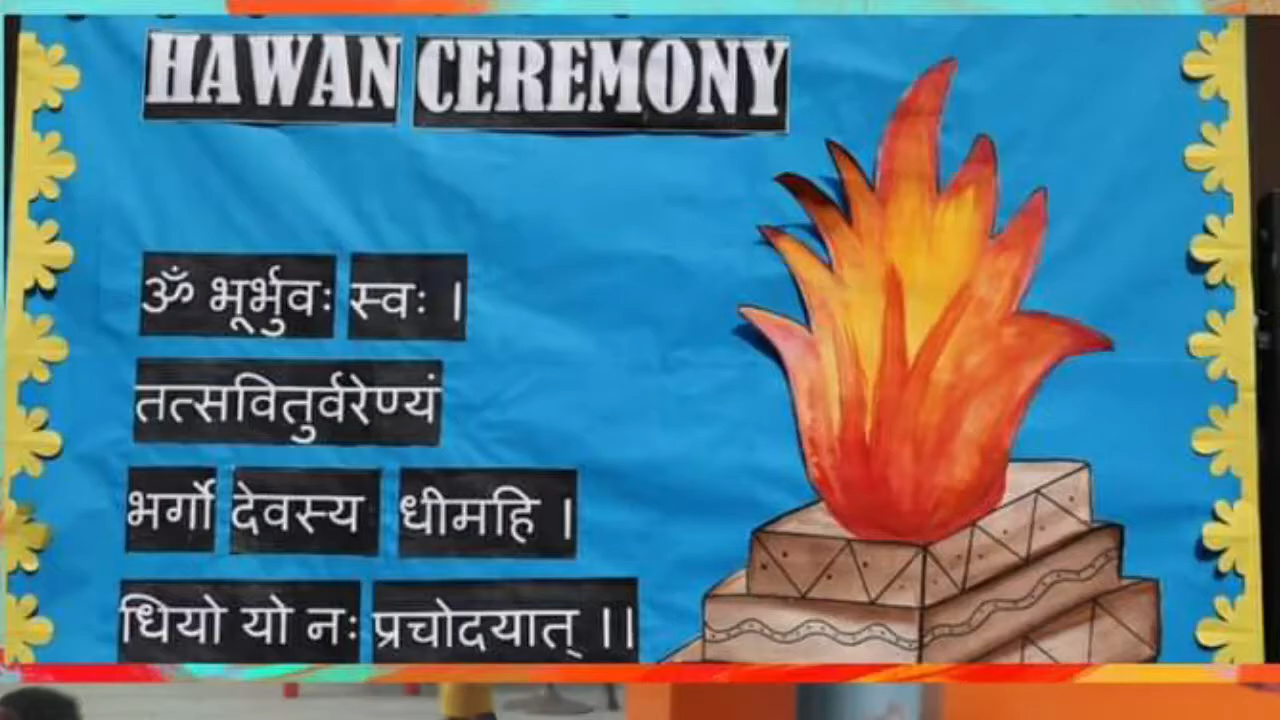 HAWAN CEREMONY
ॐ भूर्भुवः स्वः ।
तत्सवितुर्वरेण्यं
भर्गो देवस्य धीमहि ।
धियो यो नः प्रचोदयात् ।।